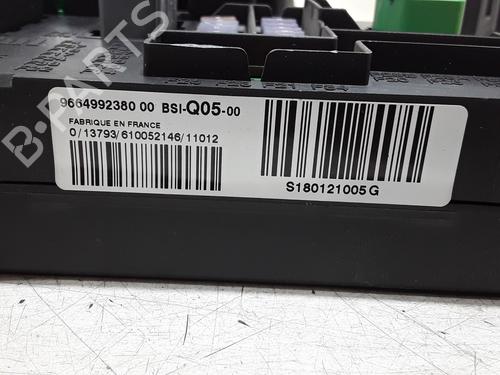 9664992380 00 BSI-Q05-00
FABRIQUE EN FRANCE
0/13793/610052146/11012
S180121005G
B-PARTS